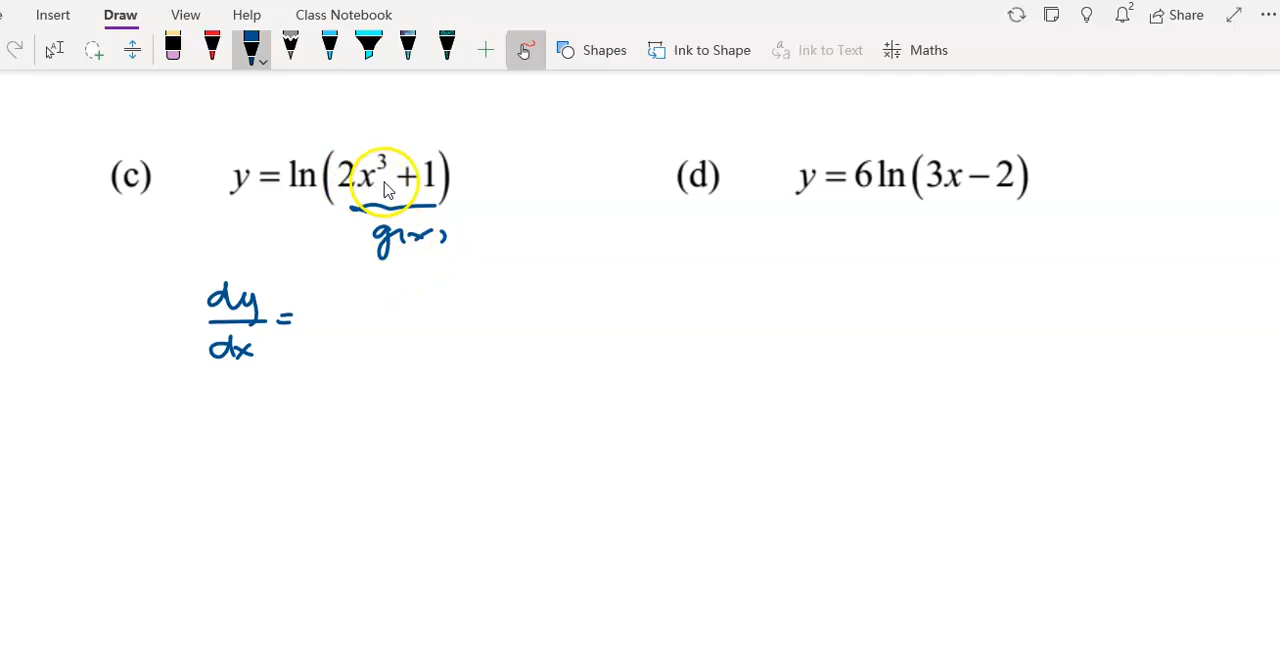 Insert Draw View Help Class Notebook 2 Share
Shapes Ink to Shape Ink to Text Maths
(c) y = ln(2x³+1) (d) y = 6 ln(3x − 2)
g(x)
dy/dx =